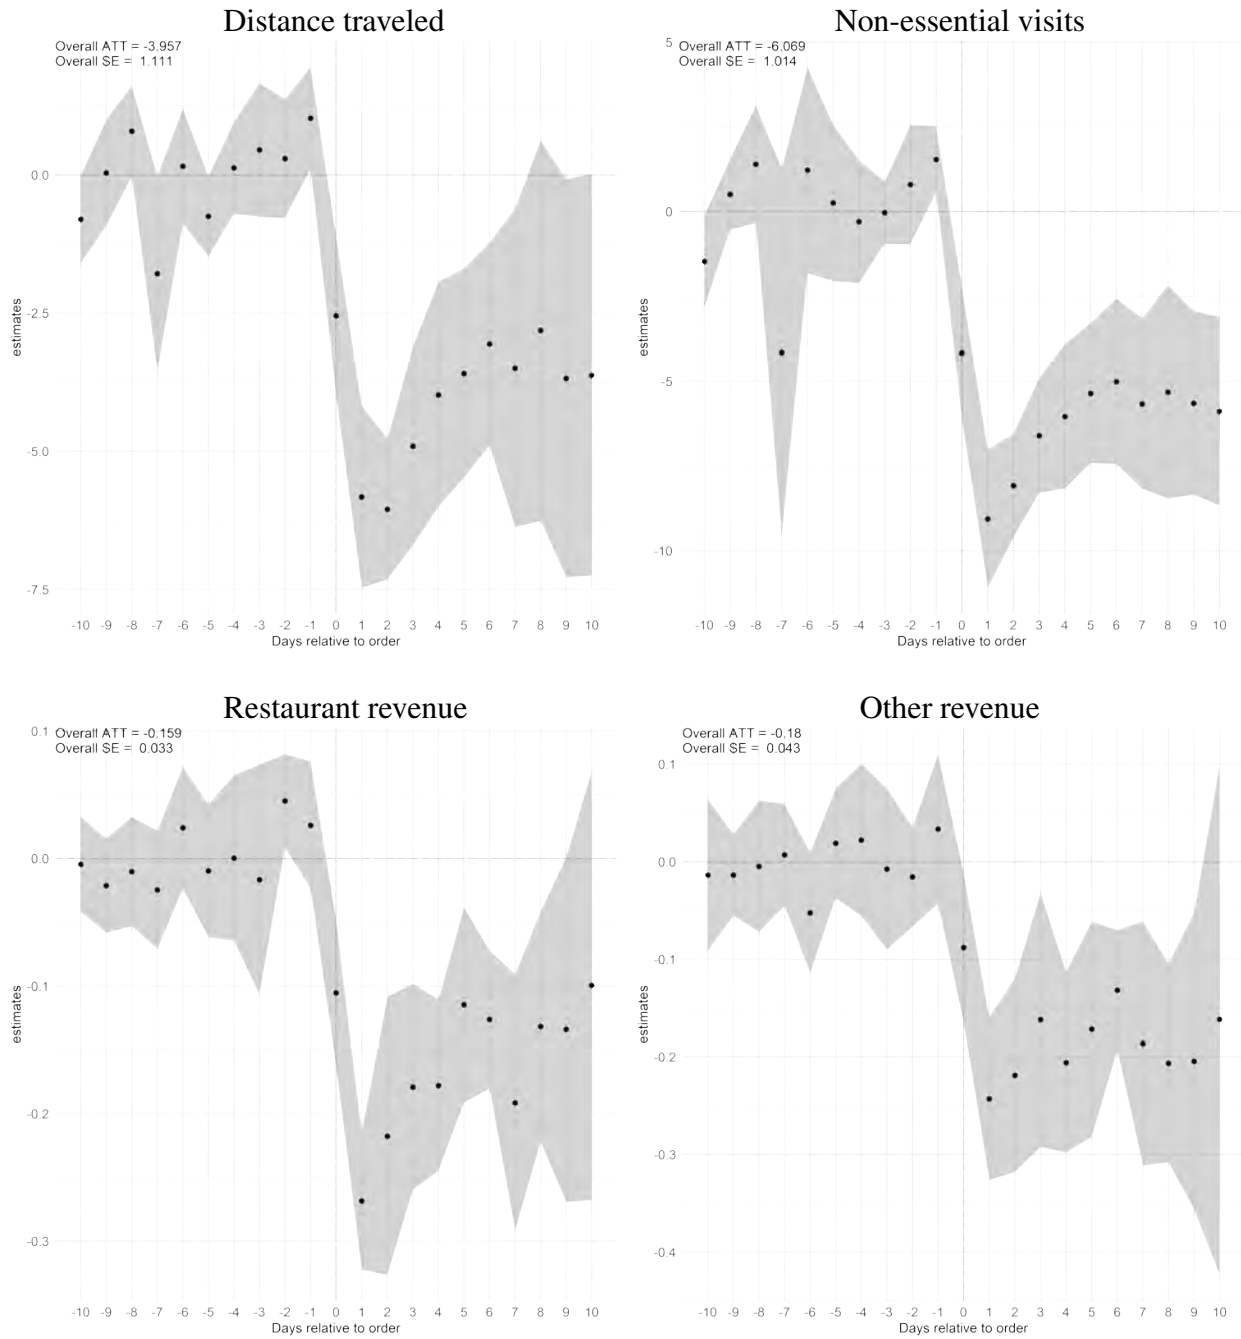 Distance traveled
Overall ATT = -3.957
Overall SE = 1.111
0.0
-2.5
-5.0
-7.5
estimates
-10 -9 -8 -7 -6 -5 -4 -3 -2 -1 0 1 2 3 4 5 6 7 8 9 10
Days relative to order
Non-essential visits
Overall ATT = -6.069
Overall SE = 1.014
5
0
-5
-10
estimates
-10 -9 -8 -7 -6 -5 -4 -3 -2 -1 0 1 2 3 4 5 6 7 8 9 10
Days relative to order
Restaurant revenue
Overall ATT = -0.159
Overall SE = 0.033
0.1
0.0
-0.1
-0.2
-0.3
estimates
-10 -9 -8 -7 -6 -5 -4 -3 -2 -1 0 1 2 3 4 5 6 7 8 9 10
Days relative to order
Other revenue
Overall ATT = -0.18
Overall SE = 0.043
0.1
0.0
-0.1
-0.2
-0.3
-0.4
estimates
-10 -9 -8 -7 -6 -5 -4 -3 -2 -1 0 1 2 3 4 5 6 7 8 9 10
Days relative to order